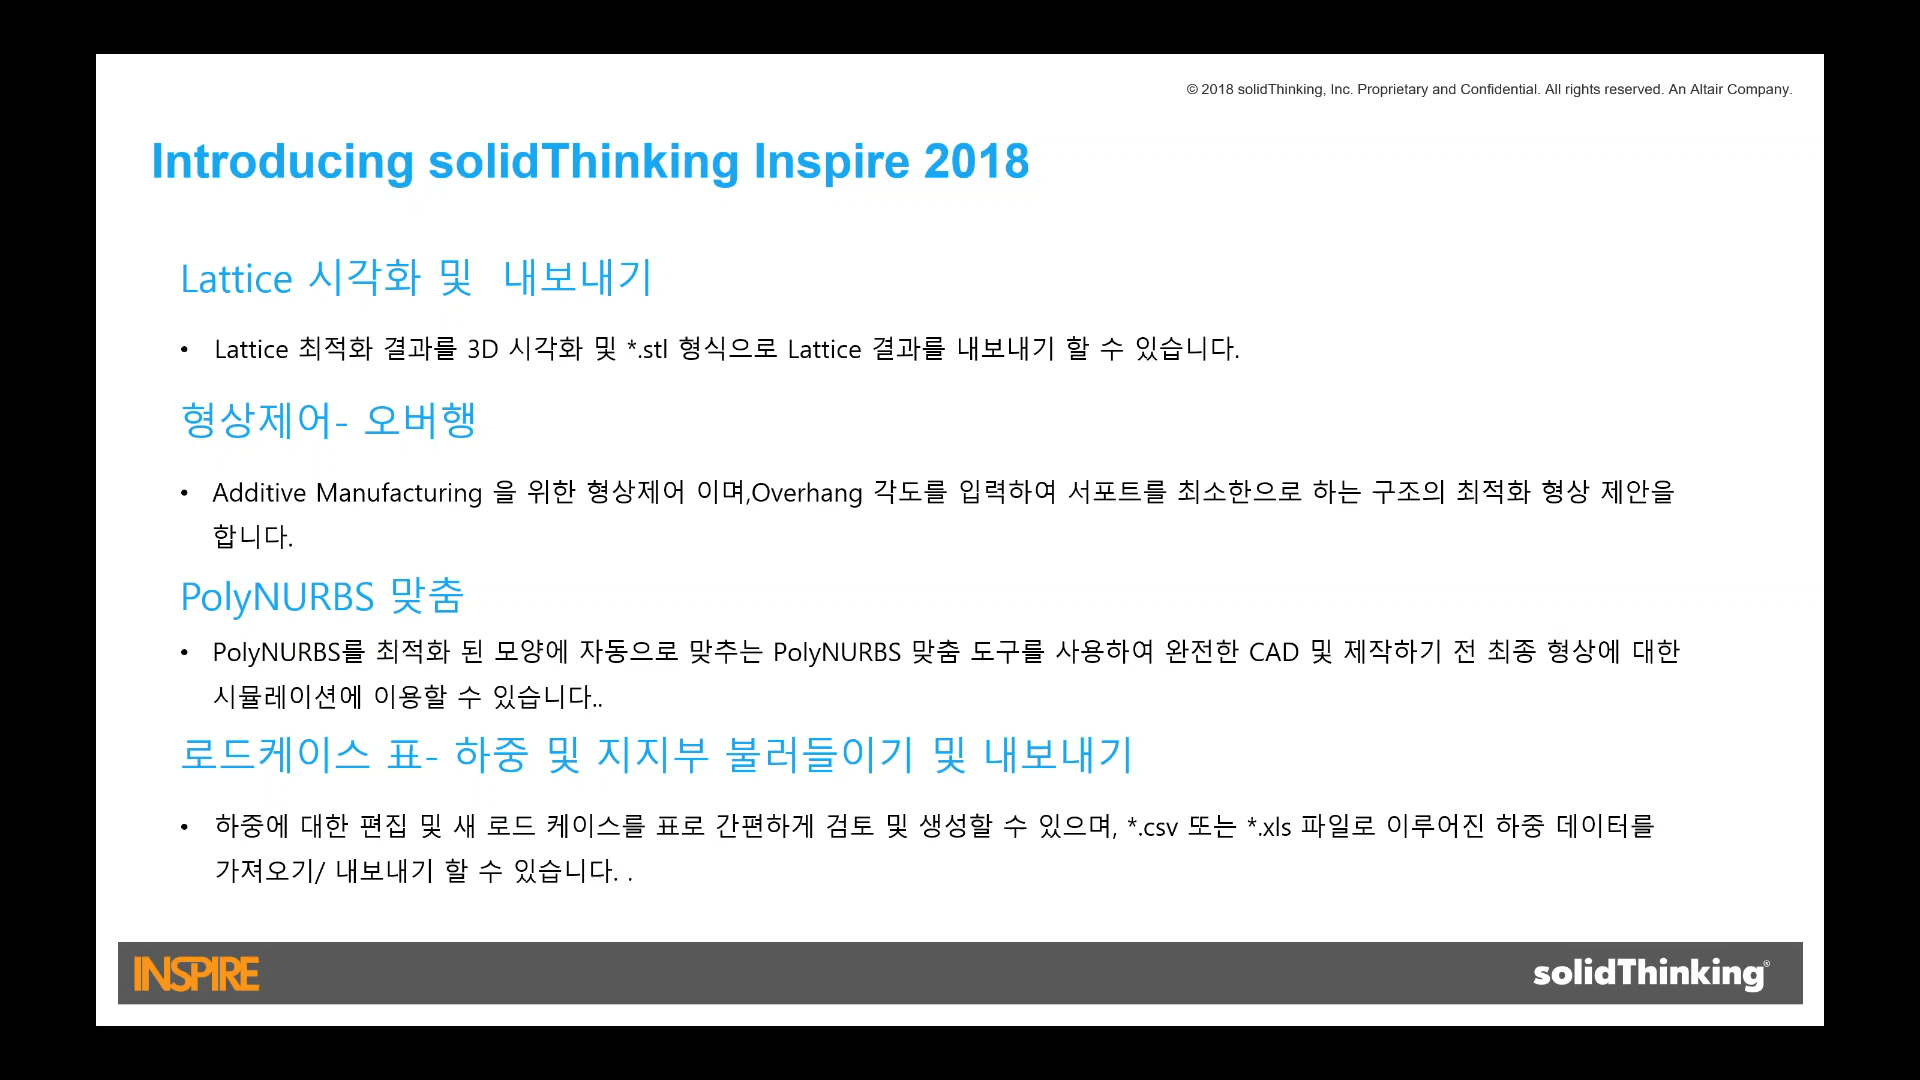 © 2018 solidThinking, Inc. Proprietary and Confidential. All rights reserved. An Altair Company.
Introducing solidThinking Inspire 2018
Lattice 시각화 및  내보내기
• Lattice 최적화 결과를 3D 시각화 및 *.stl 형식으로 Lattice 결과를 내보내기 할 수 있습니다.
형상제어- 오버행
• Additive Manufacturing 을 위한 형상제어 이며,Overhang 각도를 입력하여 서포트를 최소한으로 하는 구조의 최적화 형상 제안을
합니다.
PolyNURBS 맞춤
• PolyNURBS를 최적화 된 모양에 자동으로 맞추는 PolyNURBS 맞춤 도구를 사용하여 완전한 CAD 및 제작하기 전 최종 형상에 대한
시뮬레이션에 이용할 수 있습니다..
로드케이스 표- 하중 및 지지부 불러들이기 및 내보내기
• 하중에 대한 편집 및 새 로드 케이스를 표로 간편하게 검토 및 생성할 수 있으며, *.csv 또는 *.xls 파일로 이루어진 하중 데이터를
가져오기/ 내보내기 할 수 있습니다. .
INSPIRE
solidThinking®